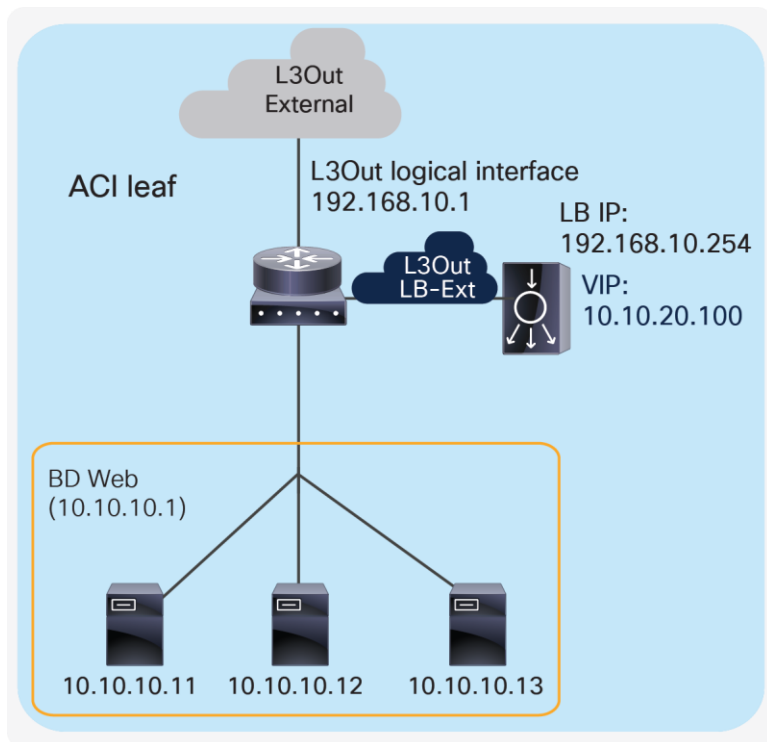 L3Out
External
ACI leaf
L3Out logical interface
192.168.10.1
LB IP:
192.168.10.254
L3Out
LB-Ext
VIP:
10.10.20.100
BD Web
(10.10.10.1)
10.10.10.11
10.10.10.12
10.10.10.13